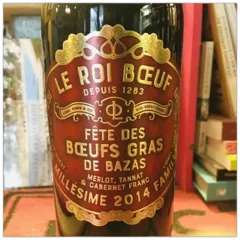 LE ROI BŒUF
DEPUIS 1283
FÊTE DES
BŒUFS GRAS
DE BAZAS
MERLOT, TANNAT
& CABERNET FRANC
MILLESIME 2014